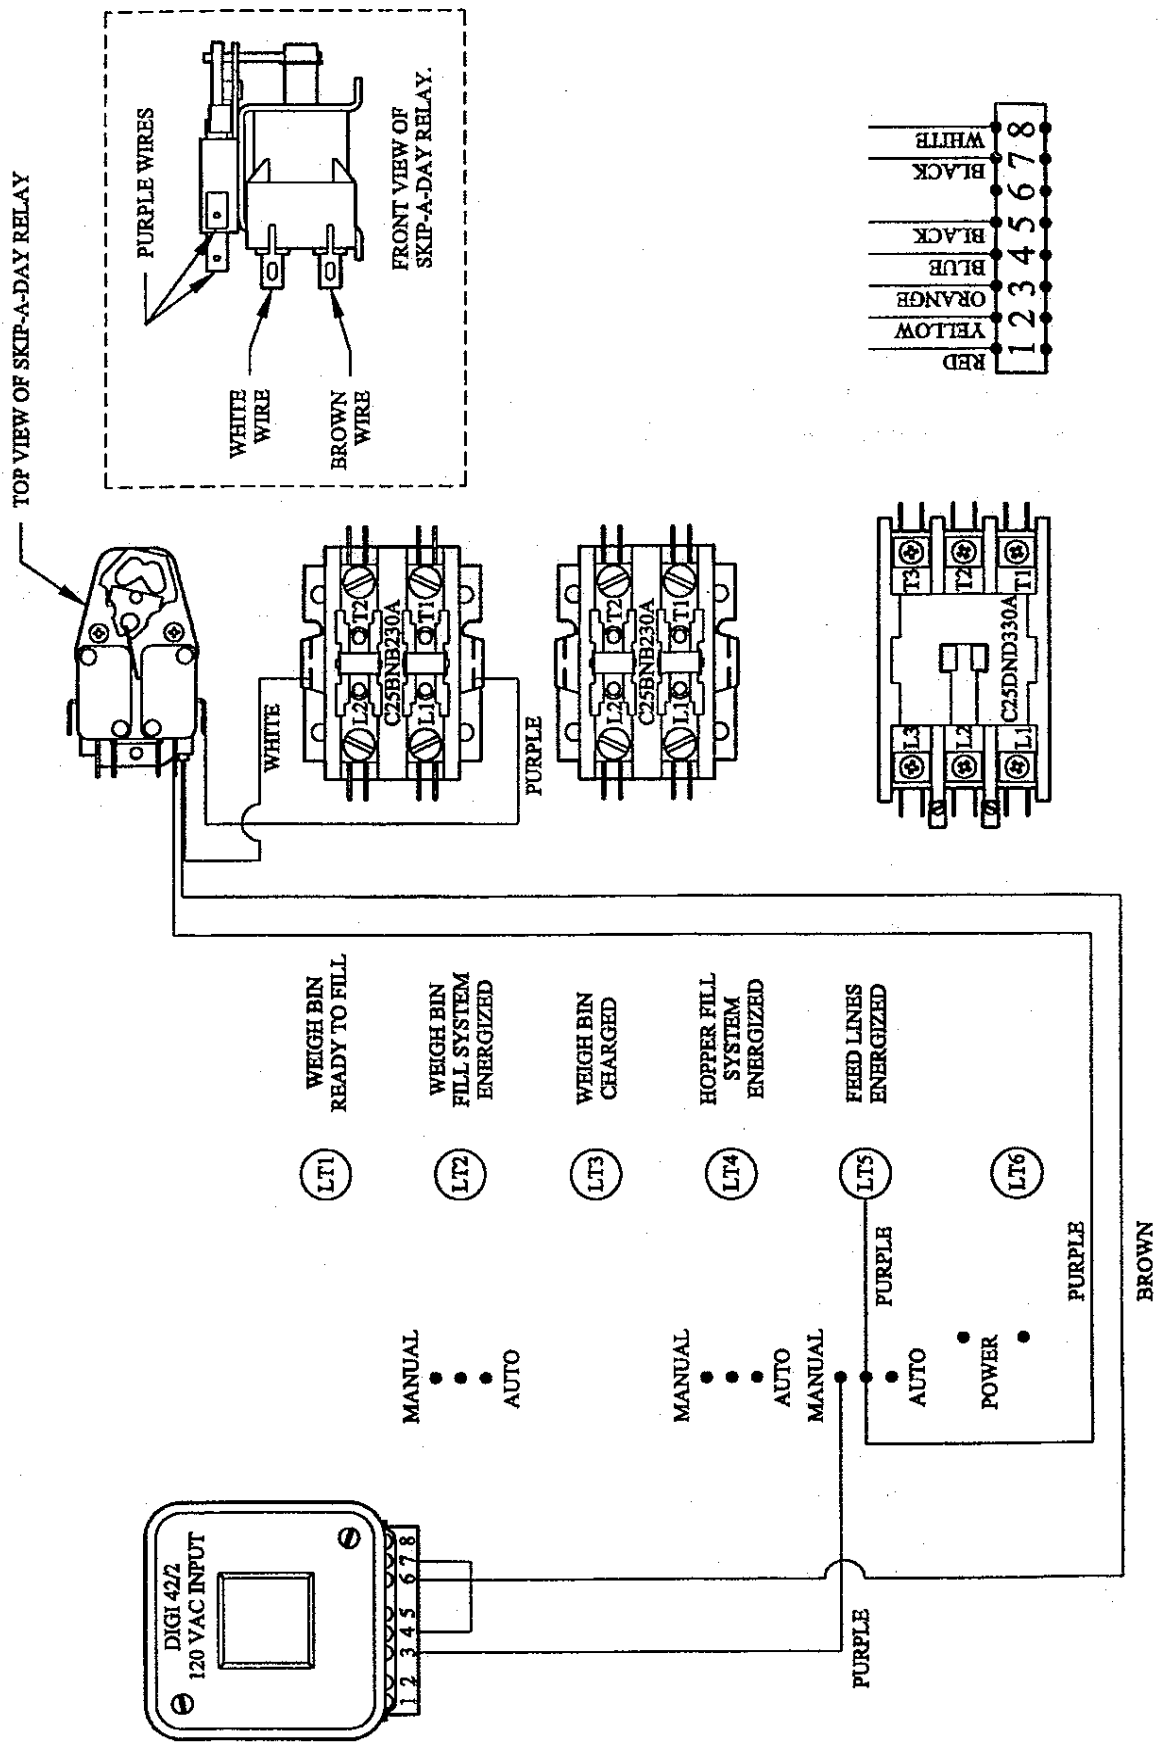 TOP VIEW OF SKIP-A-DAY RELAY
PURPLE WIRES
WHITE
WIRE
BROWN
WIRE
FRONT VIEW OF
SKIP-A-DAY RELAY.
WHITE
PURPLE
L2
T2
C25BNB230A
L1
T1
L2
T2
C25BNB230A
L1
T1
L3
T3
L2
T2
C25DND330A
L1
T1
RED
YELLOW
ORANGE
BLUE
BLACK
BLACK
WHITE
1 2 3 4 5 6 7 8
LT1
WEIGH BIN
READY TO FILL
LT2
WEIGH BIN
FILL SYSTEM
ENERGIZED
LT3
WEIGH BIN
CHARGED
LT4
HOPPER FILL
SYSTEM
ENERGIZED
LT5
FEED LINES
ENERGIZED
LT6
PURPLE
PURPLE
BROWN
MANUAL
AUTO
MANUAL
AUTO
MANUAL
AUTO
POWER
DIGI 42/2
120 VAC INPUT
1 2 3 4 5 6 7 8
PURPLE